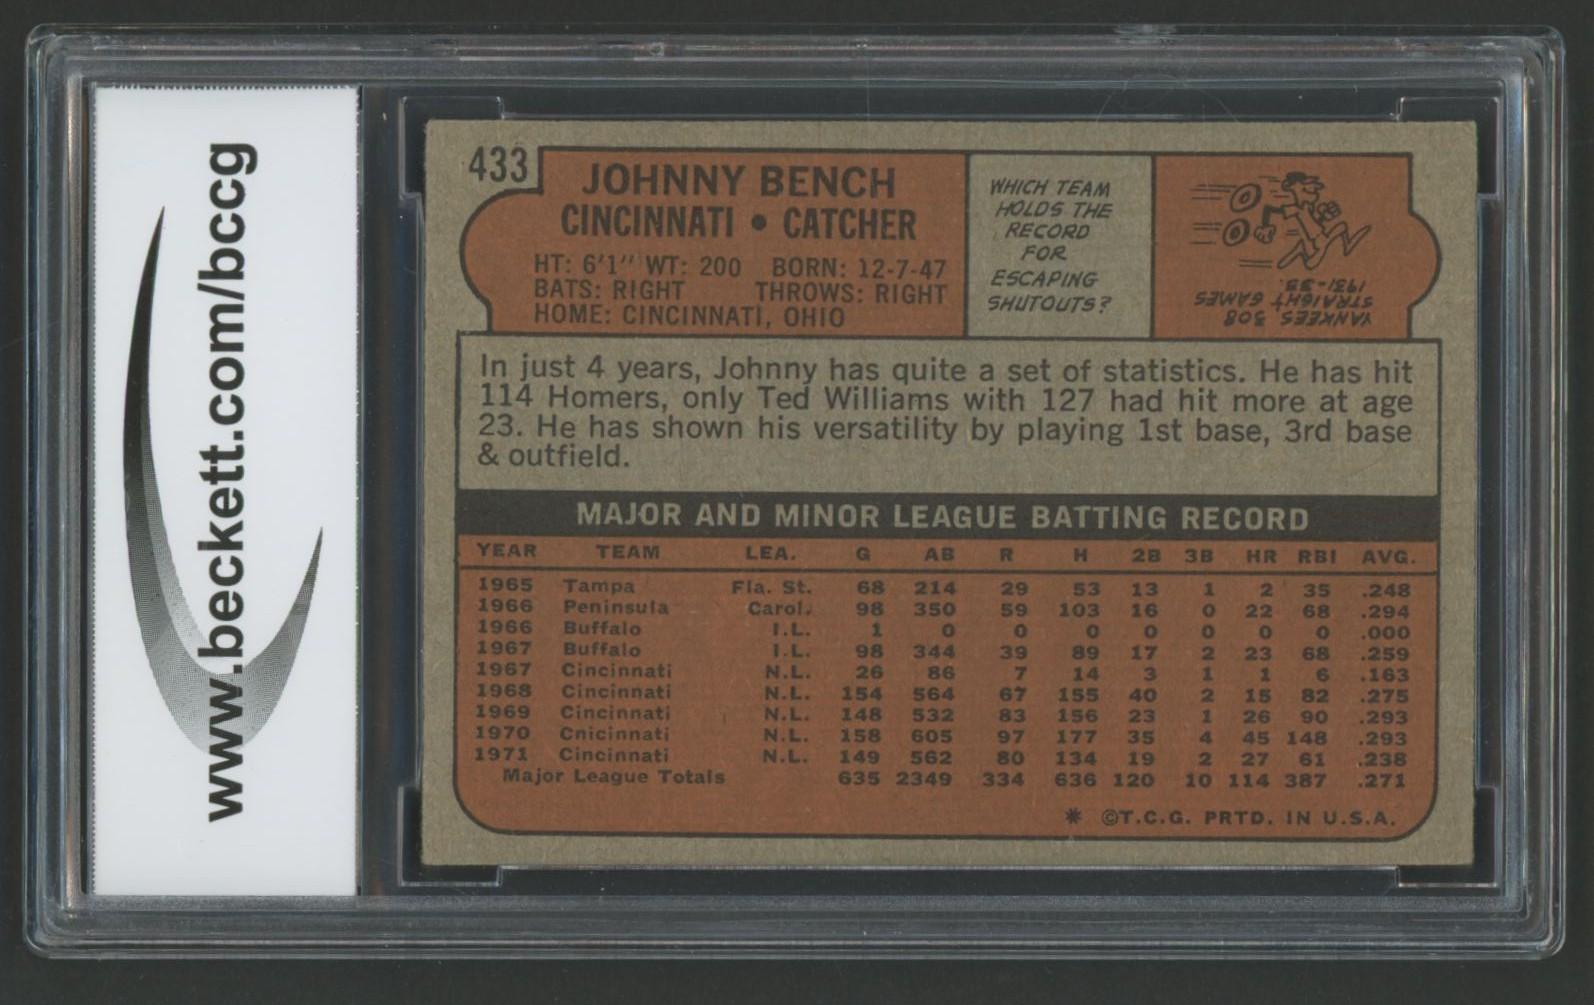 www.beckett.com/bccg
433
JOHNNY BENCH
CINCINNATI • CATCHER
HT: 6'1" WT: 200 BORN: 12-7-47
BATS: RIGHT THROWS: RIGHT
HOME: CINCINNATI, OHIO
WHICH TEAM
HOLDS THE
RECORD
FOR
ESCAPING
SHUTOUTS?
YANKEES, 308
STRAIGHT GAMES
1931-33.
In just 4 years, Johnny has quite a set of statistics. He has hit
114 Homers, only Ted Williams with 127 had hit more at age
23. He has shown his versatility by playing 1st base, 3rd base
& outfield.
MAJOR AND MINOR LEAGUE BATTING RECORD
YEAR TEAM LEA. G AB R H 2B 3B HR RBI AVG.
1965 Tampa Fla. St. 68 214 29 53 13 1 2 35 .248
1966 Peninsula Carol. 98 350 59 103 16 0 22 68 .294
1966 Buffalo I.L. 1 0 0 0 0 0 0 0 .000
1967 Buffalo I.L. 98 344 39 89 17 2 23 68 .259
1967 Cincinnati N.L. 26 86 7 14 3 1 1 6 .163
1968 Cincinnati N.L. 154 564 67 155 40 2 15 82 .275
1969 Cincinnati N.L. 148 532 83 156 23 1 26 90 .293
1970 Cnicinnati N.L. 158 605 97 177 35 4 45 148 .293
1971 Cincinnati N.L. 149 562 80 134 19 2 27 61 .238
Major League Totals 635 2349 334 636 120 10 114 387 .271
* ©T.C.G. PRTD. IN U.S.A.